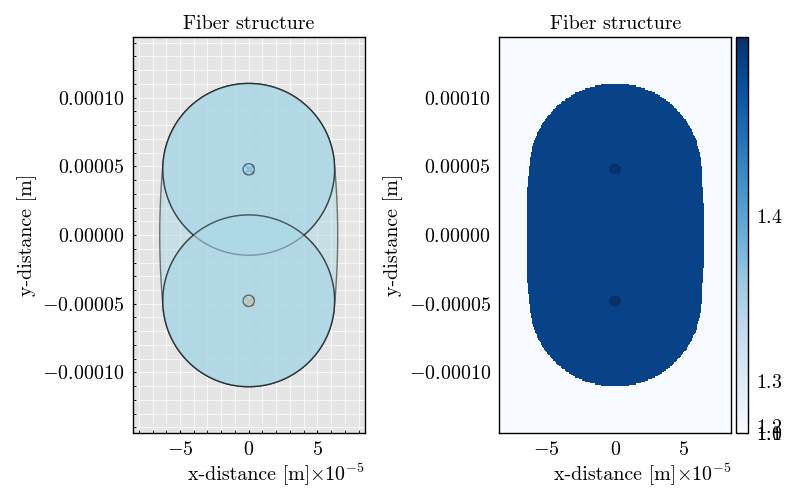 Fiber structure
y-distance [m]
0.00010
0.00005
0.00000
−0.00005
−0.00010
−5 0 5
x-distance [m]×10⁻⁵
Fiber structure
y-distance [m]
0.00010
0.00005
0.00000
−0.00005
−0.00010
−5 0 5
x-distance [m]×10⁻⁵
1.4
1.3
1.2